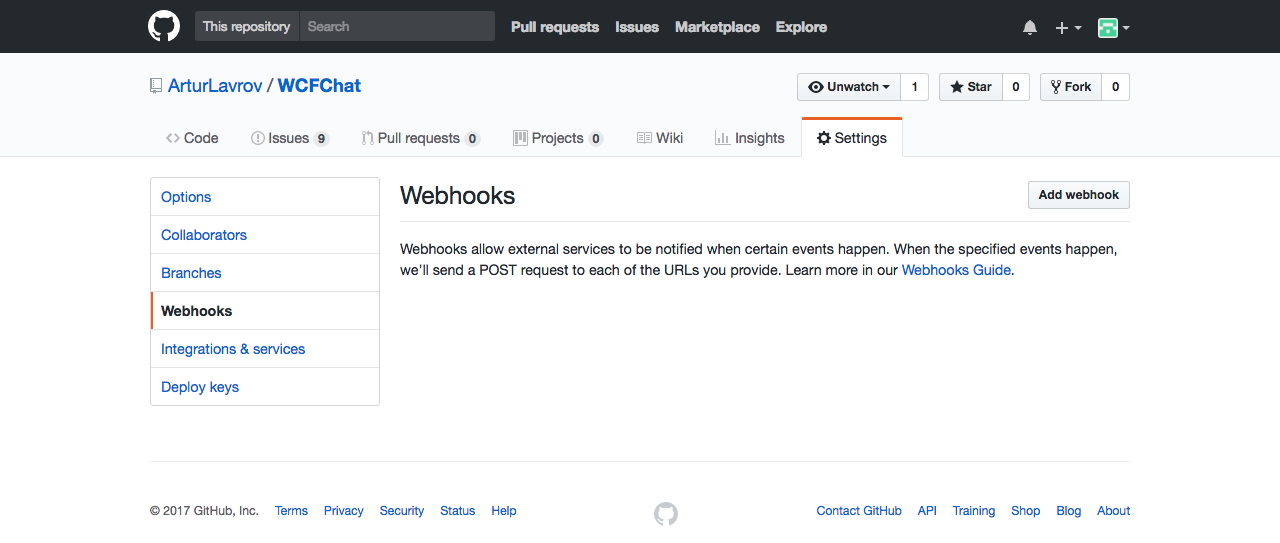 This repository Search Pull requests Issues Marketplace Explore
ArturLavrov / WCFChat Unwatch 1 Star 0 Fork 0
Code Issues 9 Pull requests 0 Projects 0 Wiki Insights Settings
Options
Collaborators
Branches
Webhooks
Integrations & services
Deploy keys
Webhooks Add webhook
Webhooks allow external services to be notified when certain events happen. When the specified events happen,
we'll send a POST request to each of the URLs you provide. Learn more in our Webhooks Guide.
© 2017 GitHub, Inc. Terms Privacy Security Status Help Contact GitHub API Training Shop Blog About